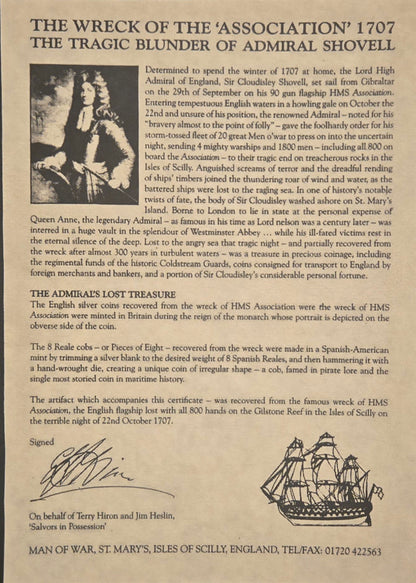 THE WRECK OF THE 'ASSOCIATION' 1707
THE TRAGIC BLUNDER OF ADMIRAL SHOVELL
Determined to spend the winter of 1707 at home, the Lord High
Admiral of England, Sir Cloudisley Shovell, set sail from Gibraltar
on the 29th of September on his 90 gun flagship HMS Association.
Entering tempestuous English waters in a howling gale on October the
22nd and unsure of his position, the renowned Admiral – noted for his
"bravery almost to the point of folly" – gave the foolhardy order for his
storm-tossed fleet of 20 great Men o'war to press on into the uncertain
night, sending 4 mighty warships and 1800 men – including all 800 on
board the Association – to their tragic end on treacherous rocks in the
Isles of Scilly. Anguished screams of terror and the dreadful rending
of ships' timbers joined the thundering roar of wind and water, as the
battered ships were lost to the raging sea. In one of history's notable
twists of fate, the body of Sir Cloudisley washed ashore on St. Mary's
Island. Borne to London to lie in state at the personal expense of
Queen Anne, the legendary Admiral – as famous in his time as Lord nelson was a century later – was
interred in a huge vault in the splendour of Westminster Abbey ... while his ill-fated victims rest in
the eternal silence of the deep. Lost to the angry sea that tragic night – and partially recovered from
the wreck after almost 300 years in turbulent waters – was a treasure in precious coinage, including
the regimental funds of the historic Coldstream Guards, coins consigned for transport to England by
foreign merchants and bankers, and a portion of Sir Cloudisley's considerable personal fortune.
THE ADMIRAL'S LOST TREASURE
The English silver coins recovered from the wreck of HMS Association were the wreck of HMS
Association were minted in Britain during the reign of the monarch whose portrait is depicted on the
obverse side of the coin.
The 8 Reale cobs – or Pieces of Eight – recovered from the wreck were made in a Spanish-American
mint by trimming a silver blank to the desired weight of 8 Spanish Reales, and then hammering it with
a hand-wrought die, creating a unique coin of irregular shape – a cob, famed in pirate lore and the
single most storied coin in maritime history.
The artifact which accompanies this certificate – was recovered from the famous wreck of HMS
Association, the English flagship lost with all 800 hands on the Gilstone Reef in the Isles of Scilly on
the terrible night of 22nd October 1707.
Signed
On behalf of Terry Hiron and Jim Heslin,
'Salvors in Possession'
MAN OF WAR, ST. MARY'S, ISLES OF SCILLY, ENGLAND, TEL/FAX: 01720 422563